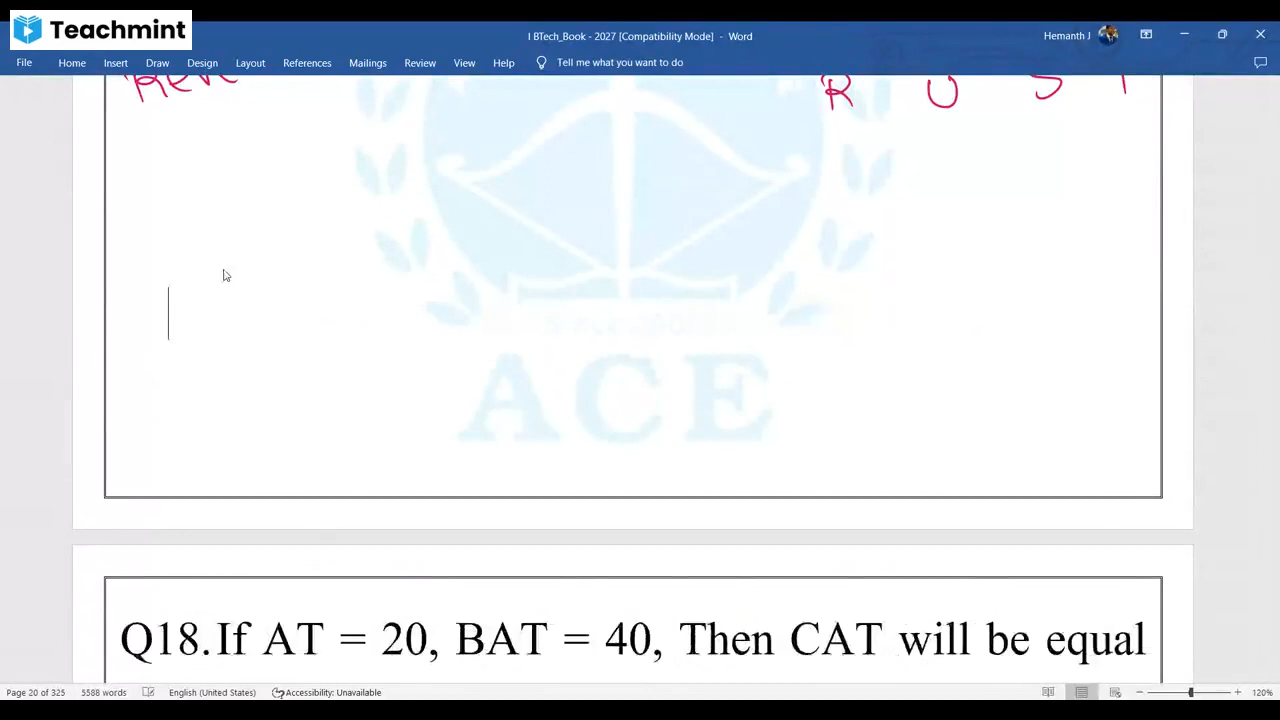 Teachmint
I BTech_Book - 2027 [Compatibility Mode] - Word
Hemanth J
File Home Insert Draw Design Layout References Mailings Review View Help Tell me what you want to do
R U S T
ACE
Q18.If AT = 20, BAT = 40, Then CAT will be equal
Page 20 of 325 5588 words English (United States) Accessibility: Unavailable 120%